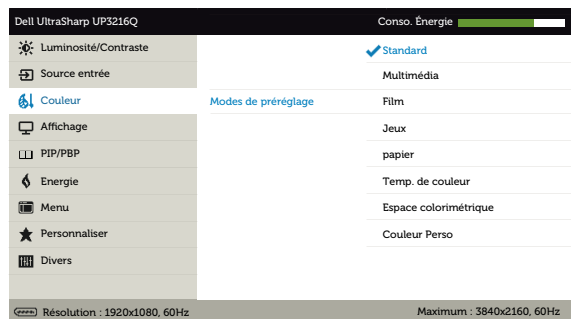 Dell UltraSharp UP3216Q Conso. Énergie
Luminosité/Contraste
Source entrée
Couleur
Affichage
PIP/PBP
Energie
Menu
Personnaliser
Divers
Modes de préréglage
Standard
Multimédia
Film
Jeux
papier
Temp. de couleur
Espace colorimétrique
Couleur Perso
Résolution : 1920x1080, 60Hz Maximum : 3840x2160, 60Hz